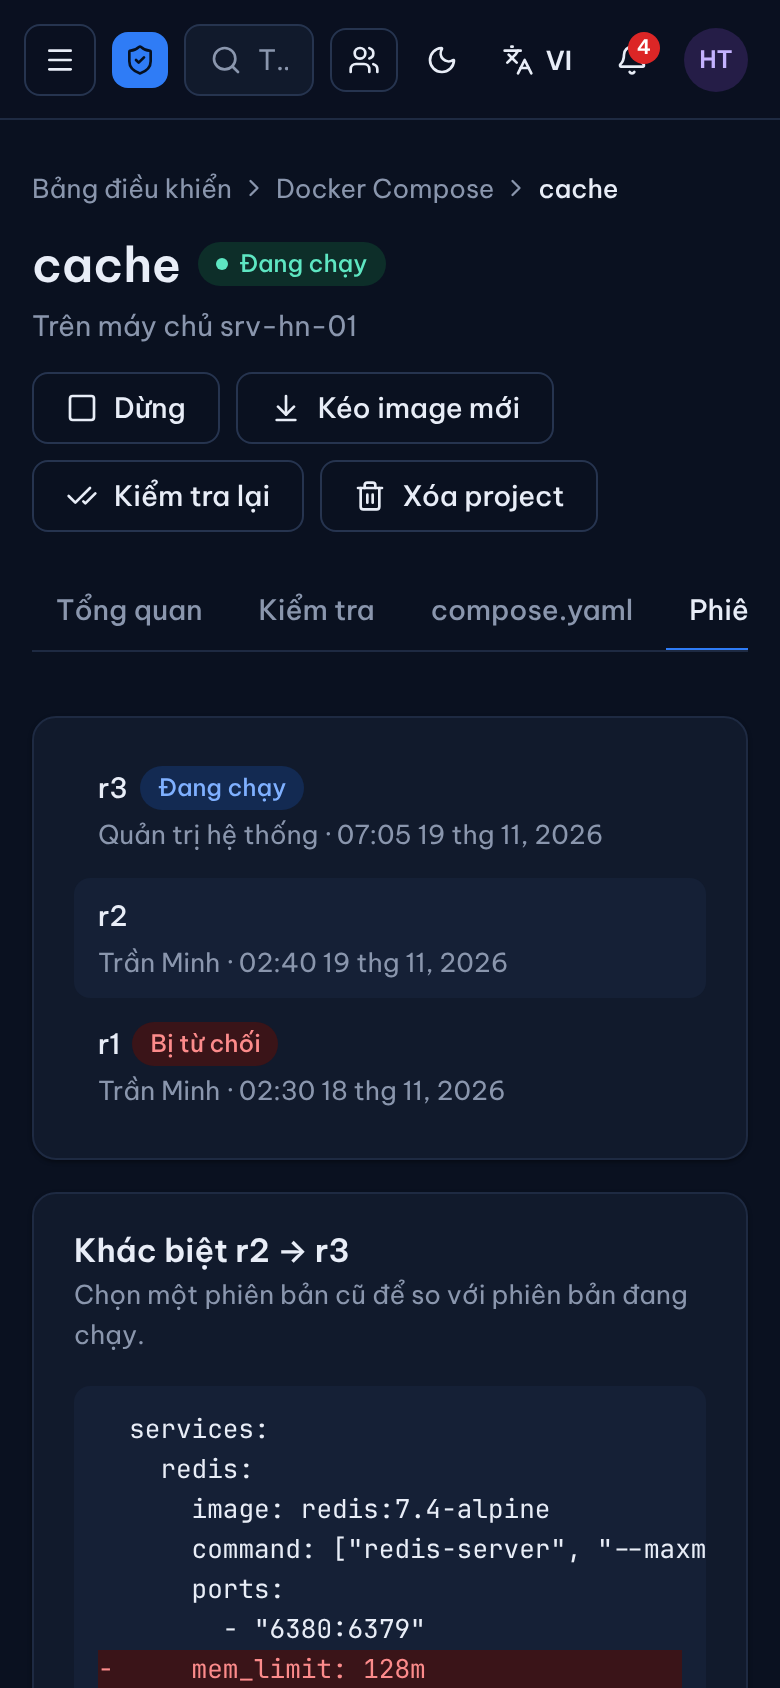 T..
VI
4
HT
Bảng điều khiển > Docker Compose > cache
cache
Đang chạy
Trên máy chủ srv-hn-01
Dừng
Kéo image mới
Kiểm tra lại
Xóa project
Tổng quan
Kiểm tra
compose.yaml
Phiê
r3 Đang chạy
Quản trị hệ thống · 07:05 19 thg 11, 2026
r2
Trần Minh · 02:40 19 thg 11, 2026
r1 Bị từ chối
Trần Minh · 02:30 18 thg 11, 2026
Khác biệt r2 → r3
Chọn một phiên bản cũ để so với phiên bản đang
chạy.
services:
redis:
image: redis:7.4-alpine
command: ["redis-server", "--maxm
ports:
- "6380:6379"
- mem_limit: 128m